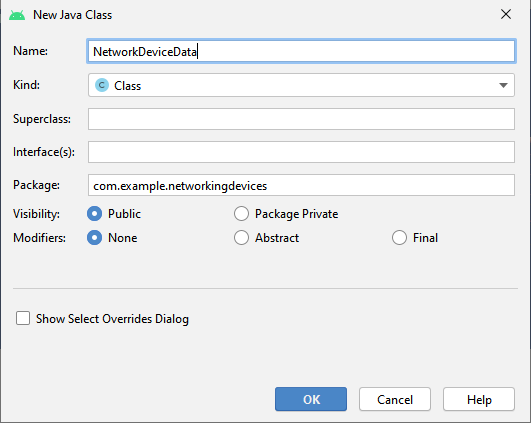 New Java Class
Name: NetworkDeviceData
Kind: C Class
Superclass:
Interface(s):
Package: com.example.networkingdevices
Visibility: Public Package Private
Modifiers: None Abstract Final
Show Select Overrides Dialog
OK Cancel Help